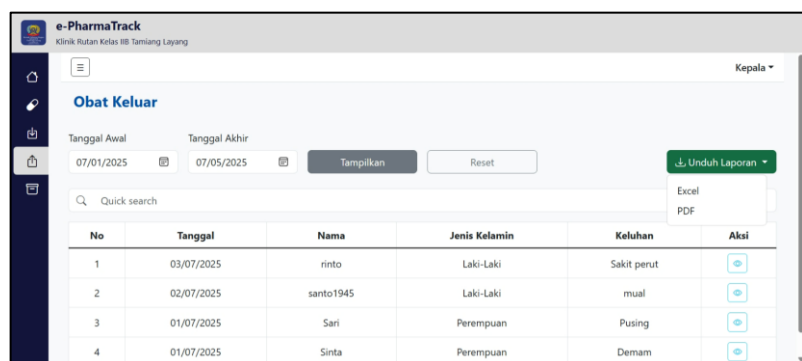 e-PharmaTrack
Klinik Rutan Kelas IIB Tamiang Layang
Kepala
Obat Keluar
Tanggal Awal Tanggal Akhir
07/01/2025 07/05/2025 Tampilkan Reset Unduh Laporan
Excel
PDF
Quick search
No Tanggal Nama Jenis Kelamin Keluhan Aksi
1 03/07/2025 rinto Laki-Laki Sakit perut
2 02/07/2025 santo1945 Laki-Laki mual
3 01/07/2025 Sari Perempuan Pusing
4 01/07/2025 Sinta Perempuan Demam